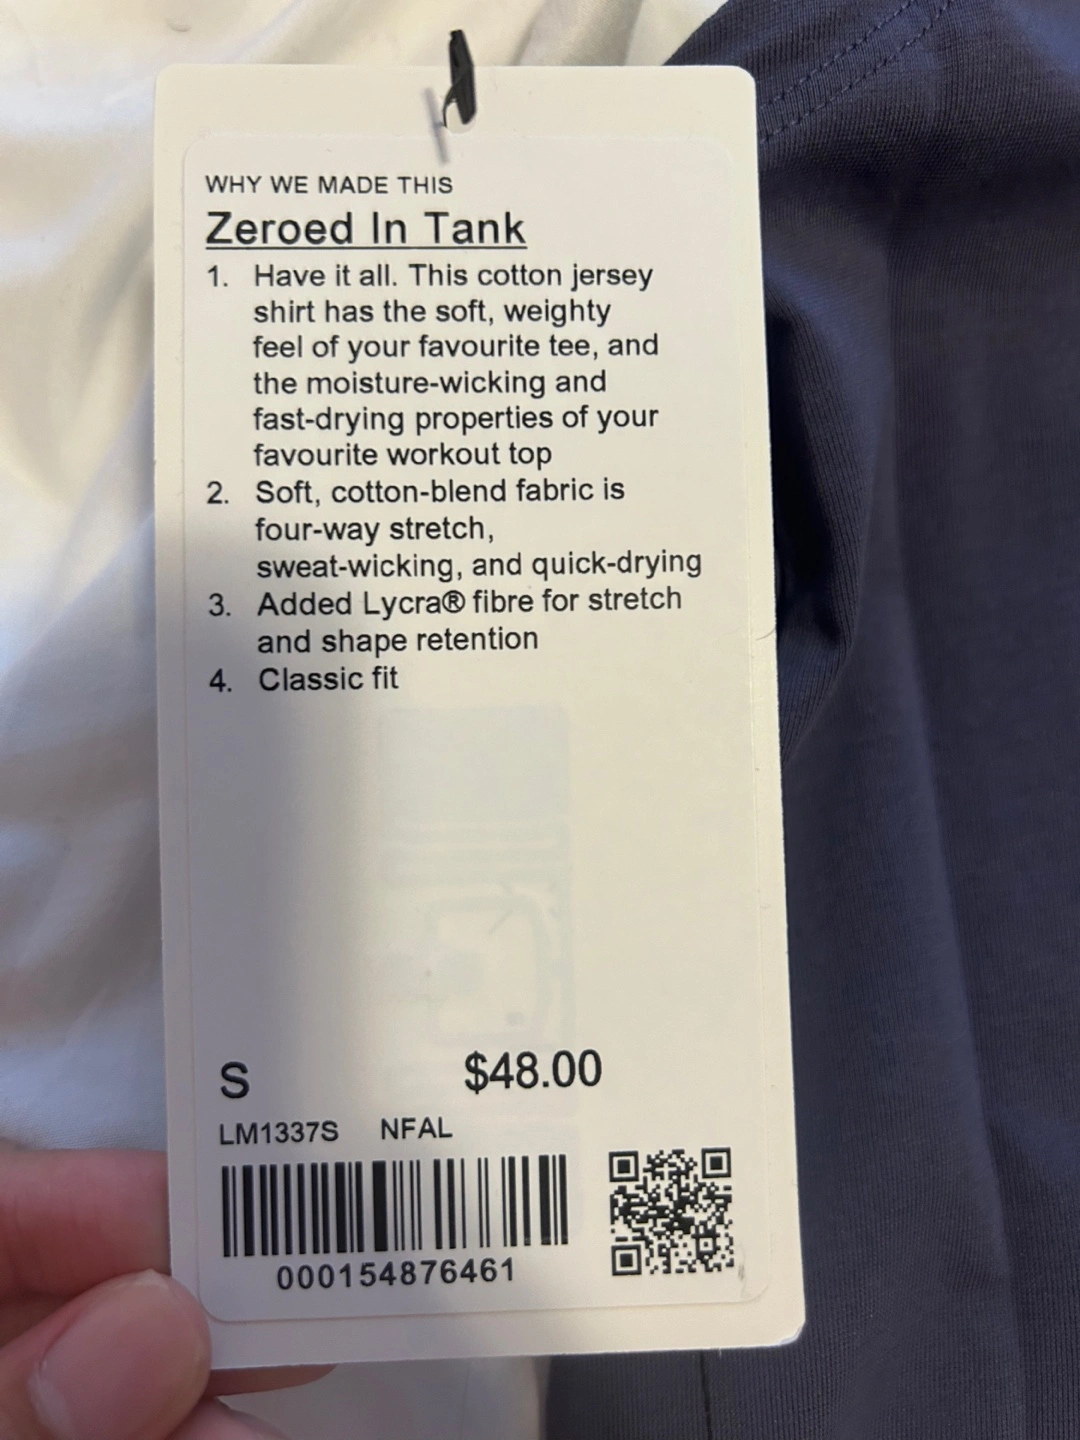 WHY WE MADE THIS
Zeroed In Tank
1. Have it all. This cotton jersey
shirt has the soft, weighty
feel of your favourite tee, and
the moisture-wicking and
fast-drying properties of your
favourite workout top
2. Soft, cotton-blend fabric is
four-way stretch,
sweat-wicking, and quick-drying
3. Added Lycra® fibre for stretch
and shape retention
4. Classic fit
S $48.00
LM1337S NFAL
000154876461